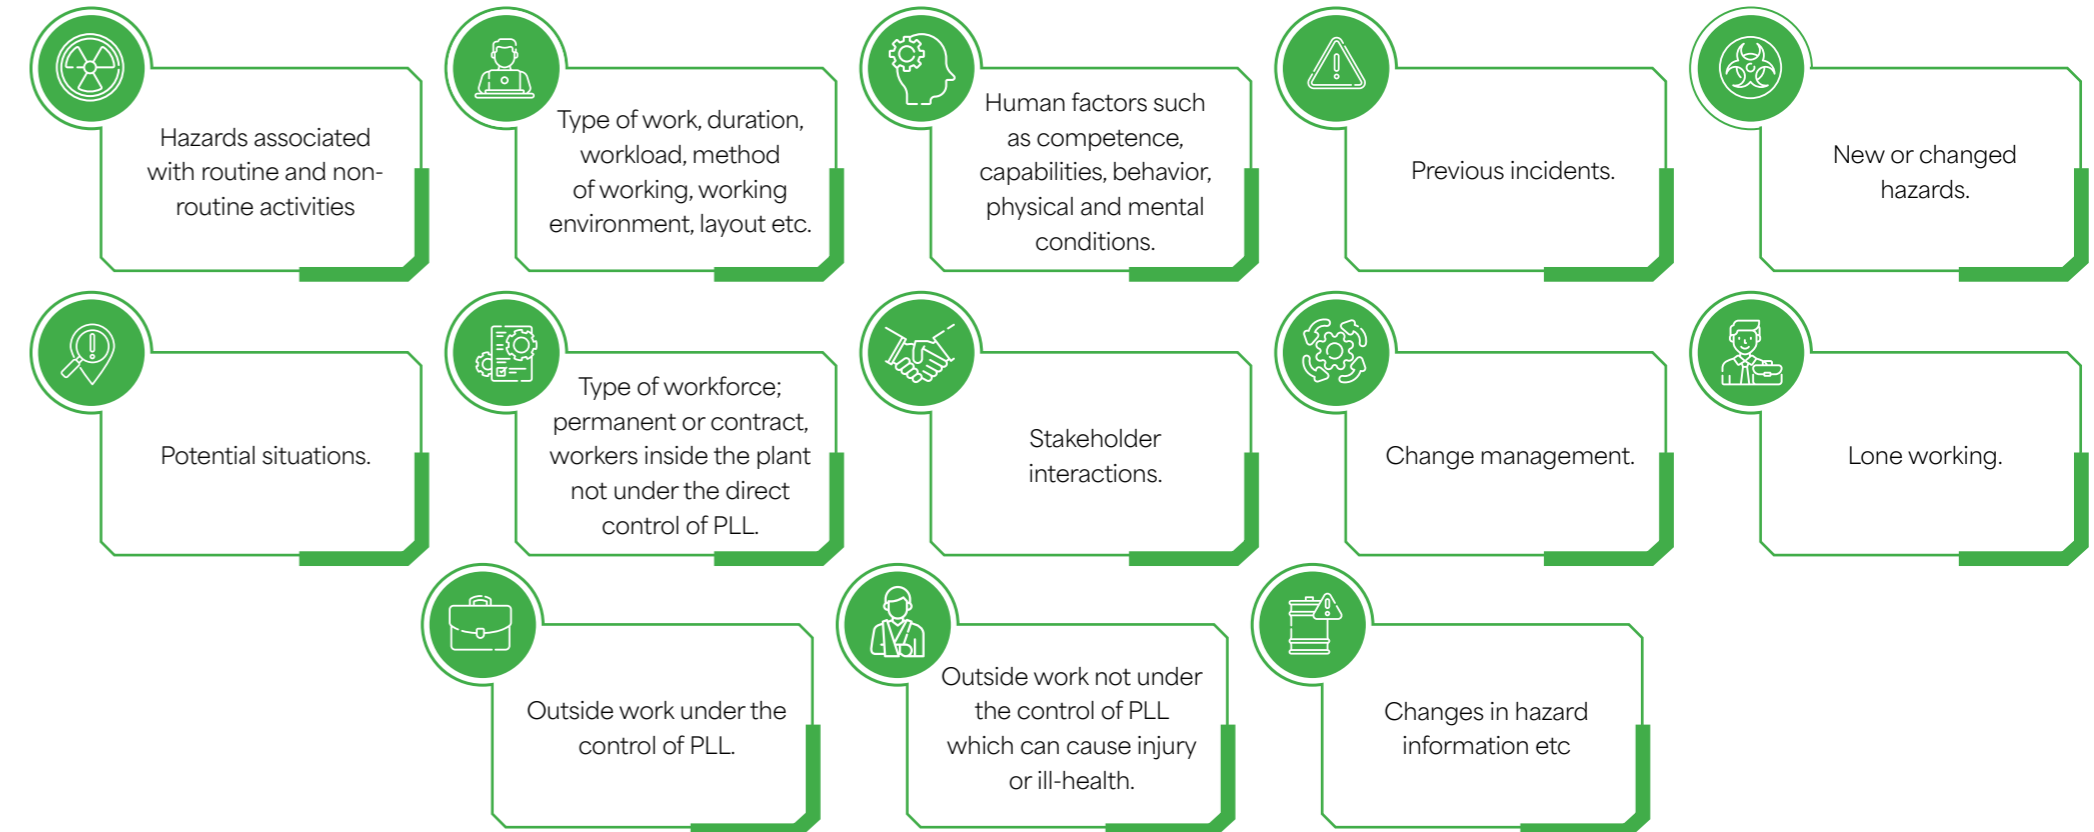 Hazards associated
with routine and non-
routine activities
Type of work, duration,
workload, method
of working, working
environment, layout etc.
Human factors such
as competence,
capabilities, behavior,
physical and mental
conditions.
Previous incidents.
New or changed
hazards.
Potential situations.
Type of workforce;
permanent or contract,
workers inside the plant
not under the direct
control of PLL.
Stakeholder
interactions.
Change management.
Lone working.
Outside work under the
control of PLL.
Outside work not under
the control of PLL
which can cause injury
or ill-health.
Changes in hazard
information etc